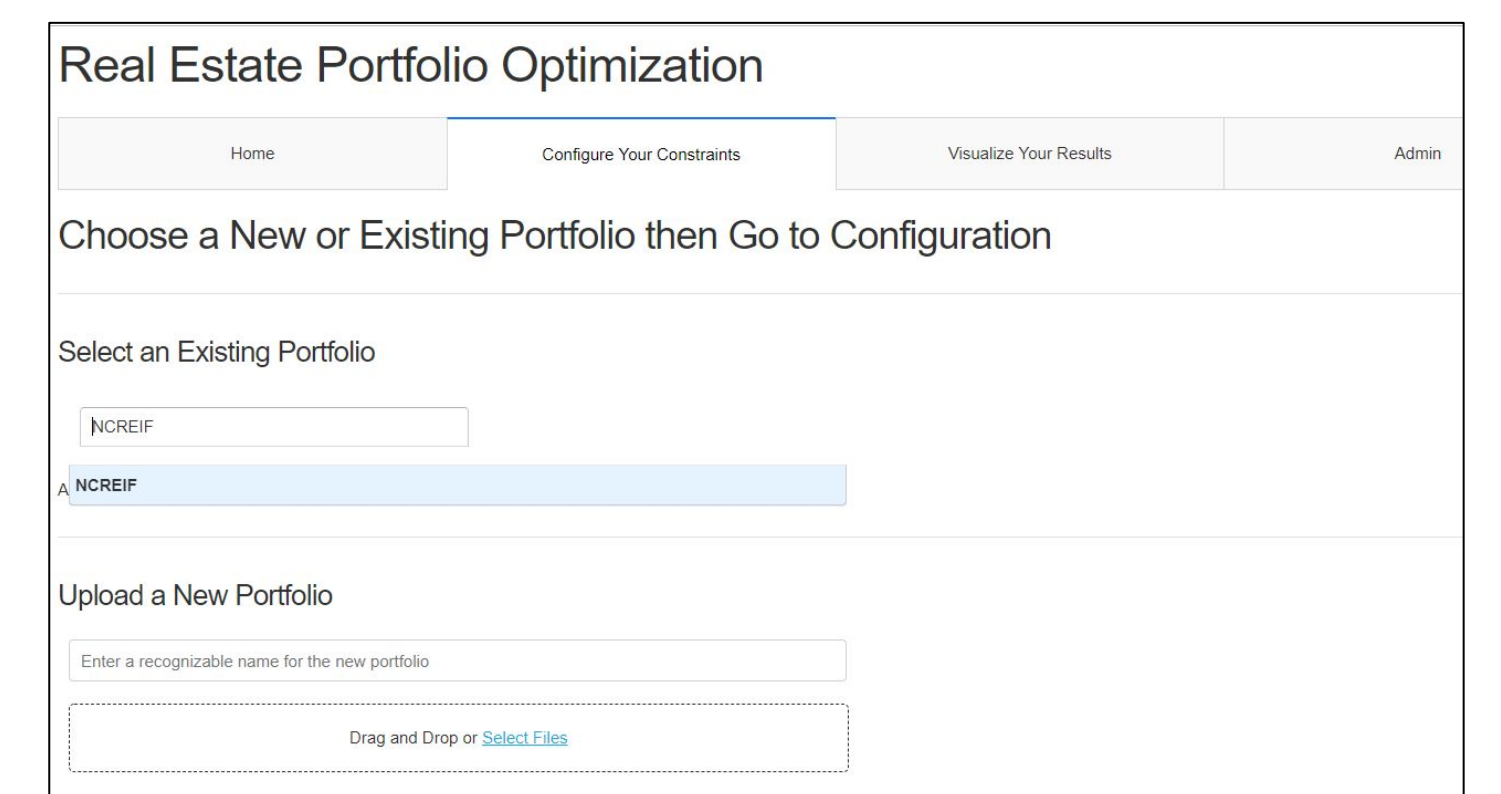 Real Estate Portfolio Optimization
Home Configure Your Constraints Visualize Your Results Admin
Choose a New or Existing Portfolio then Go to Configuration
Select an Existing Portfolio
NCREIF
A NCREIF
Upload a New Portfolio
Enter a recognizable name for the new portfolio
Drag and Drop or Select Files